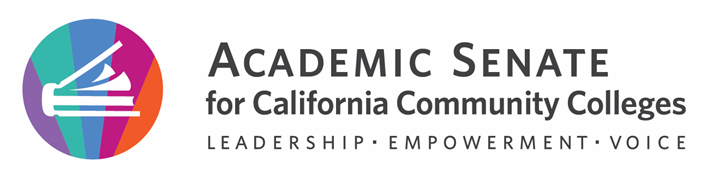 ACADEMIC SENATE
for California Community Colleges
LEADERSHIP · EMPOWERMENT · VOICE